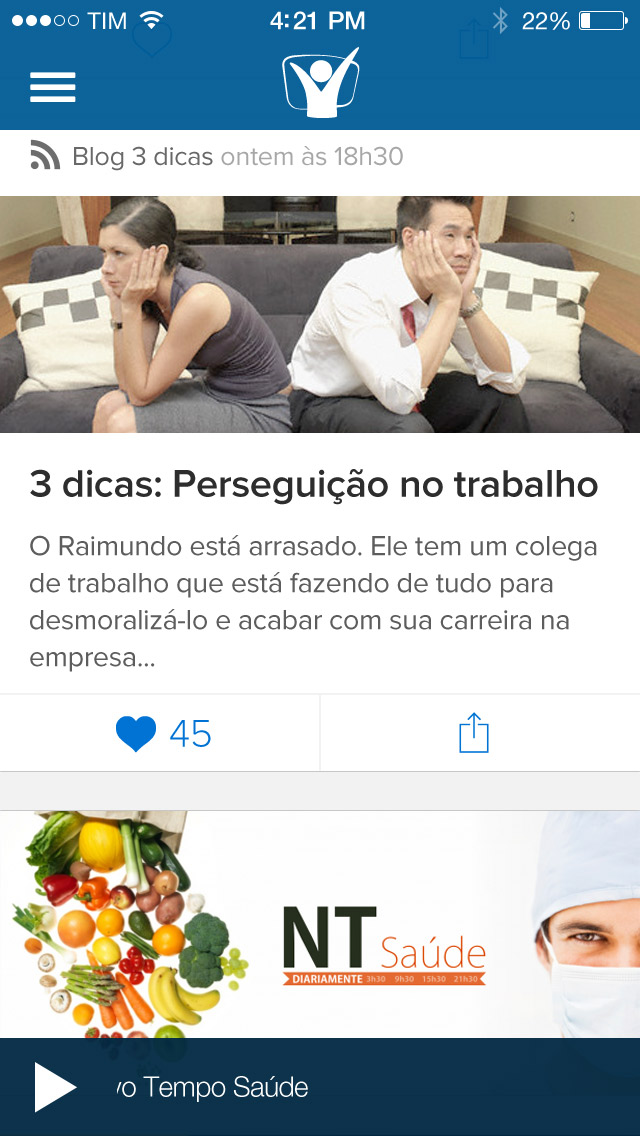 TIM 4:21 PM 22%
Blog 3 dicas ontem às 18h30
3 dicas: Perseguição no trabalho
O Raimundo está arrasado. Ele tem um colega
de trabalho que está fazendo de tudo para
desmoralizá-lo e acabar com sua carreira na
empresa...
45
NT Saúde
DIARIAMENTE 3h30 9h30 15h30 21h30
vo Tempo Saúde